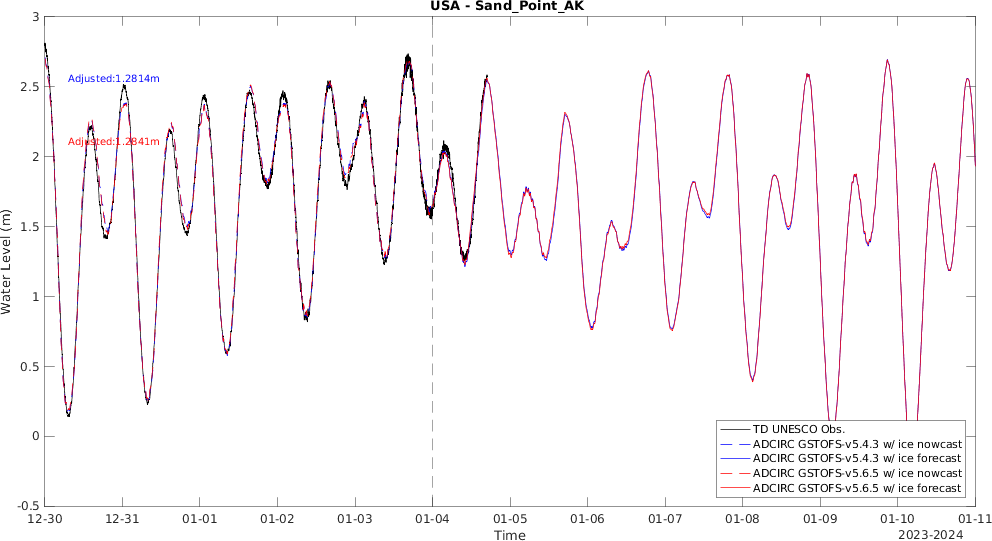 USA - Sand_Point_AK
3
2.5
2
1.5
1
0.5
0
-0.5
Water Level (m)
Adjusted:1.2814m
Adjusted:1.2841m
TD UNESCO Obs.
ADCIRC GSTOFS-v5.4.3 w/ ice nowcast
ADCIRC GSTOFS-v5.4.3 w/ ice forecast
ADCIRC GSTOFS-v5.6.5 w/ ice nowcast
ADCIRC GSTOFS-v5.6.5 w/ ice forecast
12-30 12-31 01-01 01-02 01-03 01-04 01-05 01-06 01-07 01-08 01-09 01-10 01-11
Time
2023-2024